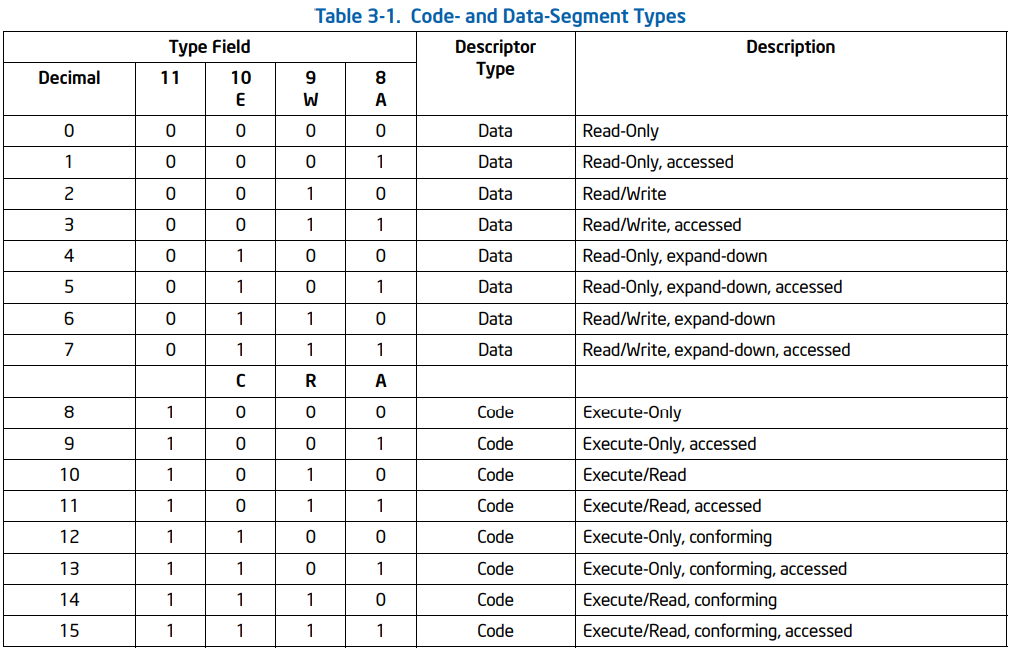 Table 3-1. Code- and Data-Segment Types
Type Field Descriptor Type Description
Decimal 11 10 E 9 W 8 A
0 0 0 0 0 Data Read-Only
1 0 0 0 1 Data Read-Only, accessed
2 0 0 1 0 Data Read/Write
3 0 0 1 1 Data Read/Write, accessed
4 0 1 0 0 Data Read-Only, expand-down
5 0 1 0 1 Data Read-Only, expand-down, accessed
6 0 1 1 0 Data Read/Write, expand-down
7 0 1 1 1 Data Read/Write, expand-down, accessed
C R A
8 1 0 0 0 Code Execute-Only
9 1 0 0 1 Code Execute-Only, accessed
10 1 0 1 0 Code Execute/Read
11 1 0 1 1 Code Execute/Read, accessed
12 1 1 0 0 Code Execute-Only, conforming
13 1 1 0 1 Code Execute-Only, conforming, accessed
14 1 1 1 0 Code Execute/Read, conforming
15 1 1 1 1 Code Execute/Read, conforming, accessed